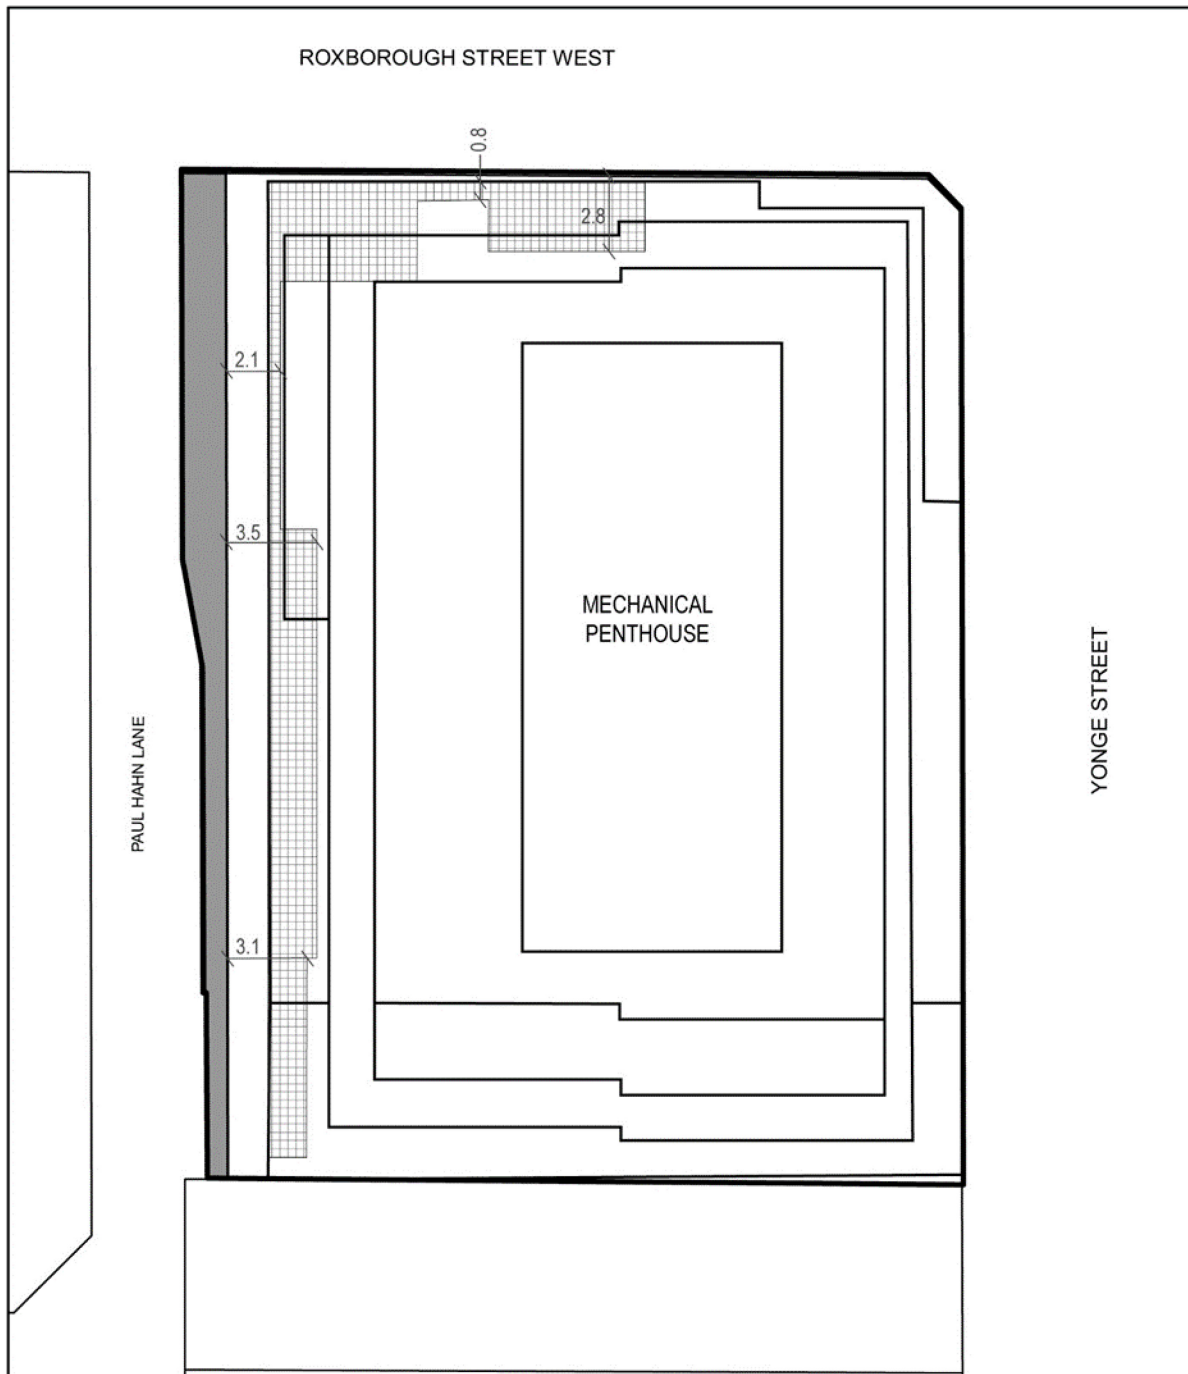 ROXBOROUGH STREET WEST
0.8
2.8
2.1
3.5
MECHANICAL
PENTHOUSE
YONGE STREET
PAUL HAHN LANE
3.1